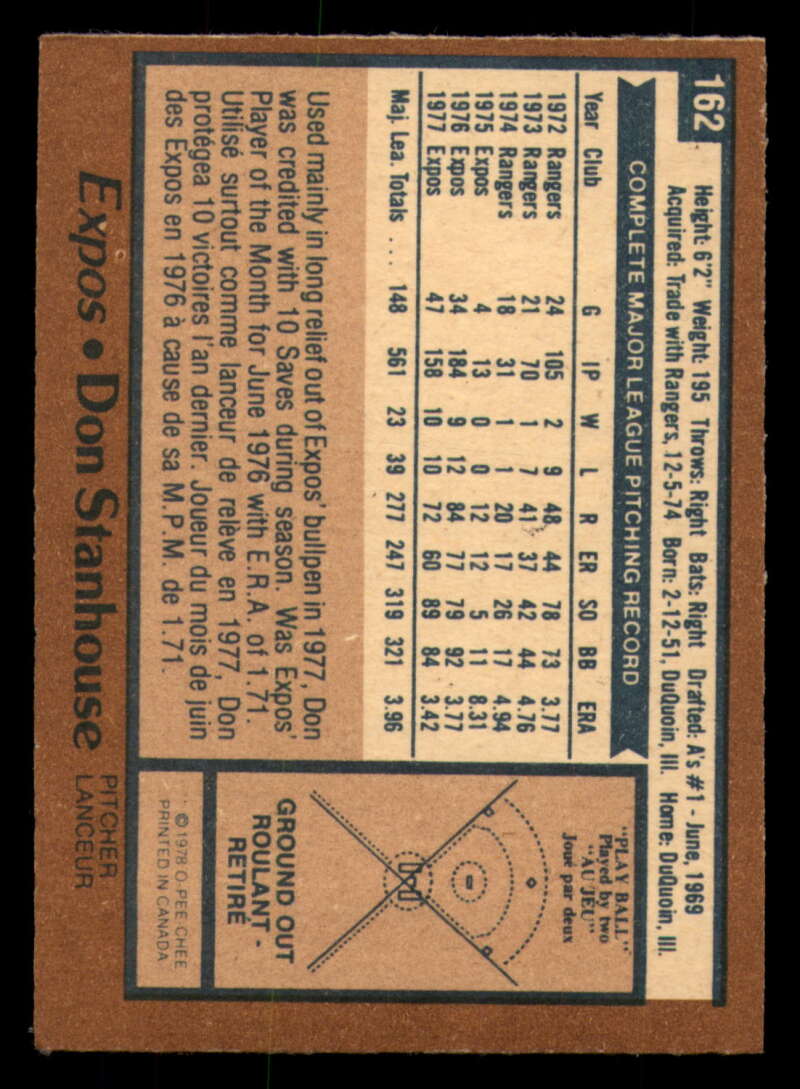 162
Height: 6'2" Weight: 195 Throws: Right Bats: Right Drafted: A's #1 - June, 1969
Acquired: Trade with Rangers, 12-5-74 Born: 2-12-51, DuQuoin, Ill. Home: DuQuoin, Ill.
COMPLETE MAJOR LEAGUE PITCHING RECORD
Year Club G IP W L R ER SO BB ERA
1972 Rangers 24 105 2 9 48 44 78 73 3.77
1973 Rangers 21 70 1 7 41 37 42 44 4.76
1974 Rangers 18 31 1 1 20 17 26 17 4.94
1975 Expos 4 13 0 0 12 12 5 11 8.31
1976 Expos 34 184 9 12 84 77 79 92 3.77
1977 Expos 47 158 10 10 72 60 89 84 3.42
Maj. Lea. Totals . . . 148 561 23 39 277 247 319 321 3.96
Used mainly in long relief out of Expos' bullpen in 1977, Don
was credited with 10 Saves during season. Was Expos'
Player of the Month for June 1976 with E.R.A. of 1.71.
Utilisé surtout comme lanceur de relève en 1977, Don
protégea 10 victoires l'an dernier. Joueur du mois de juin
des Expos en 1976 à cause de sa M.P.M. de 1.71.
"PLAY BALL"
Played by two
"AU JEU"
Joué par deux
GROUND OUT
ROULANT -
RETIRÉ
©1978 O-PEE-CHEE
PRINTED IN CANADA
Expos • Don Stanhouse
PITCHER
LANCEUR